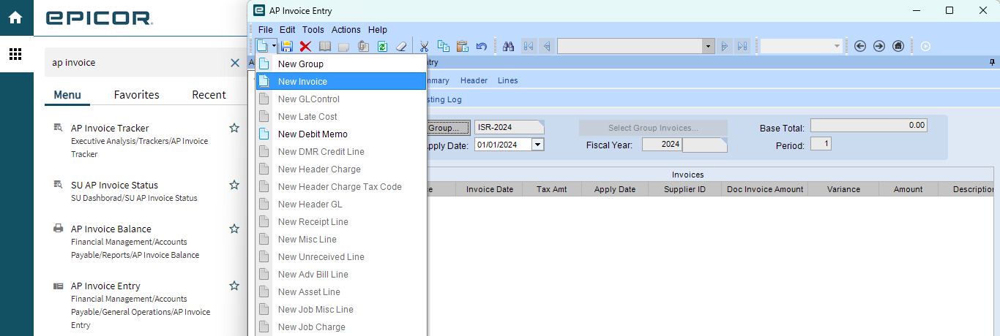 EPICOR
ap invoice
Menu Favorites Recent
AP Invoice Tracker
Executive Analysis/Trackers/AP Invoice
Tracker
SU AP Invoice Status
SU Dashborad/SU AP Invoice Status
AP Invoice Balance
Financial Management/Accounts
Payable/Reports/AP Invoice Balance
AP Invoice Entry
Financial Management/Accounts
Payable/General Operations/AP Invoice
Entry
AP Invoice Entry
File Edit Tools Actions Help
New Group
New Invoice
New GLControl
New Late Cost
New Debit Memo
New DMR Credit Line
New Header Charge
New Header Charge Tax Code
New Header GL
New Receipt Line
New Misc Line
New Unreceived Line
New Adv Bill Line
New Asset Line
New Job Misc Line
New Job Charge
Header Lines
Log
Group... ISR-2024 Select Group Invoices... Base Total: 0.00
Apply Date: 01/01/2024 Fiscal Year: 2024 Period: 1
Invoices
Invoice Date Tax Amt Apply Date Supplier ID Doc Invoice Amount Variance Amount Description